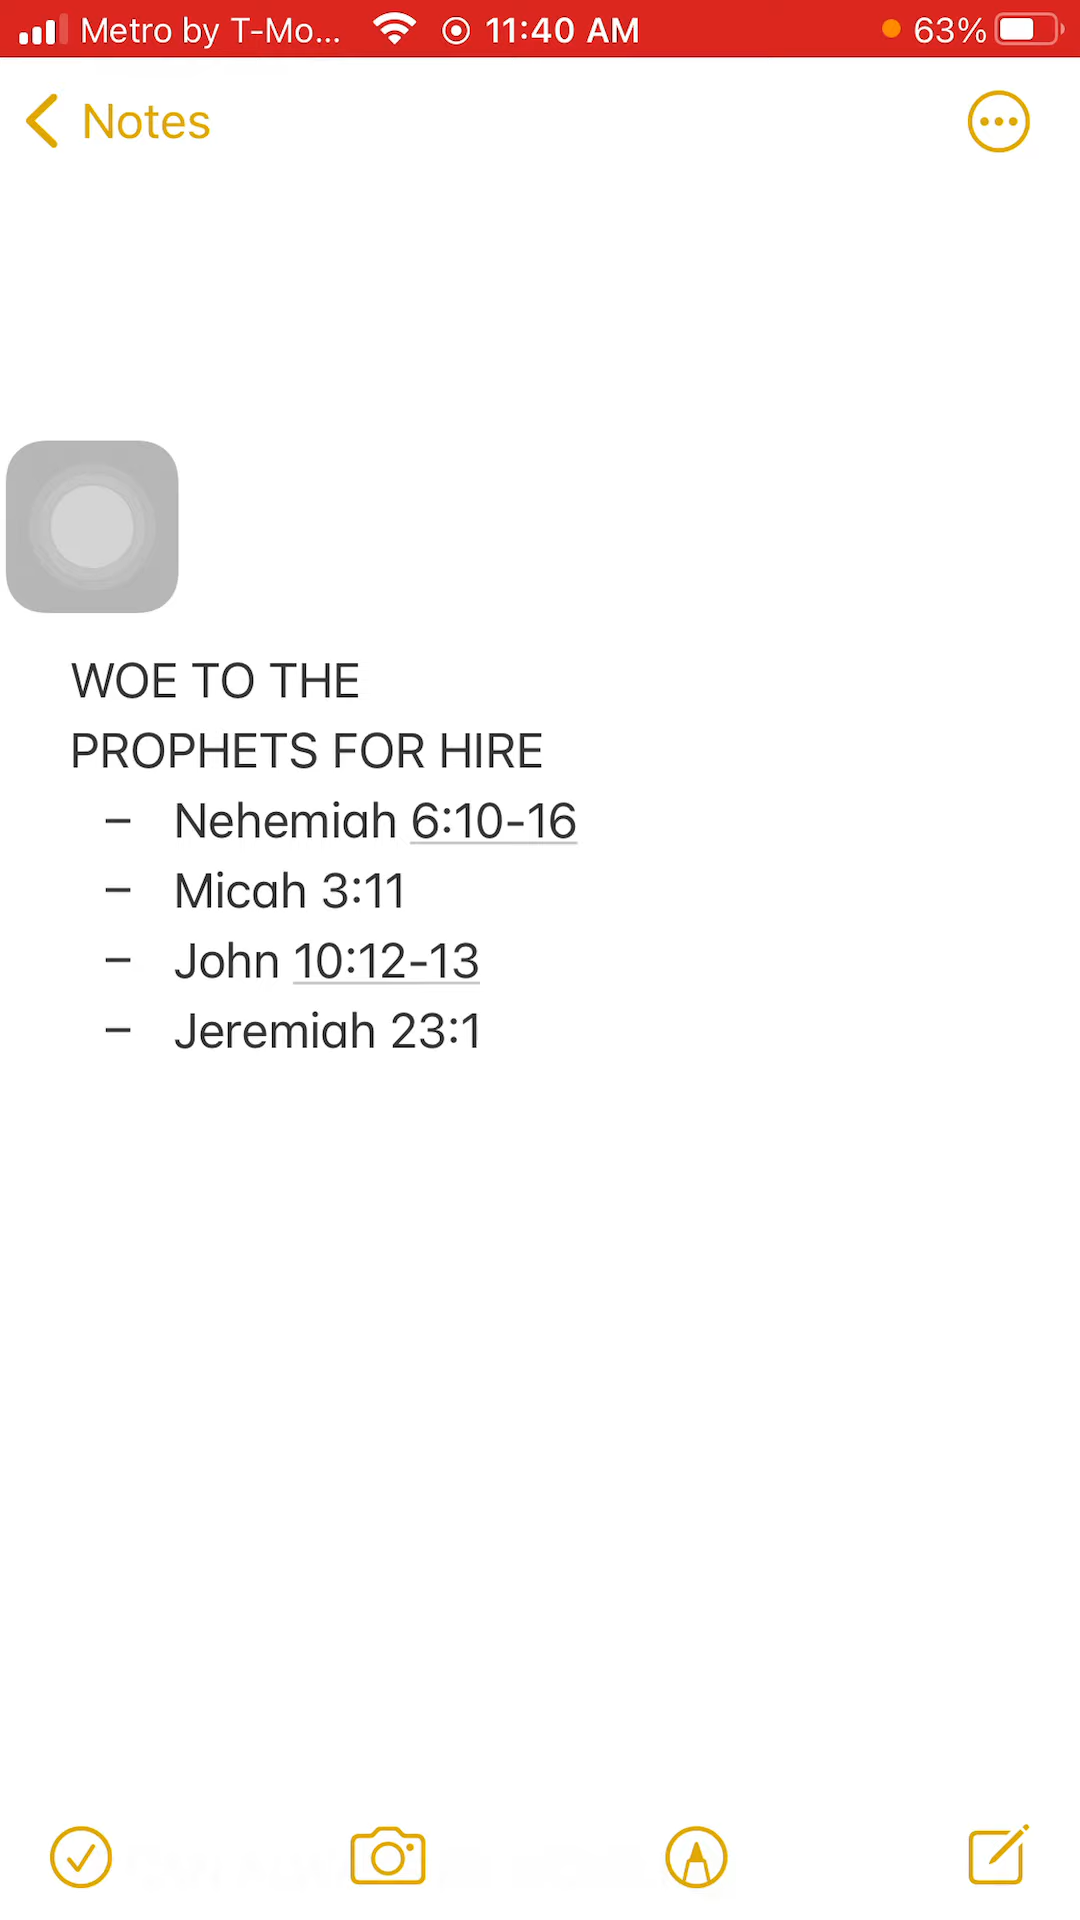 Metro by T-Mo... 11:40 AM 63%
Notes
WOE TO THE
PROPHETS FOR HIRE
– Nehemiah 6:10-16
– Micah 3:11
– John 10:12-13
– Jeremiah 23:1